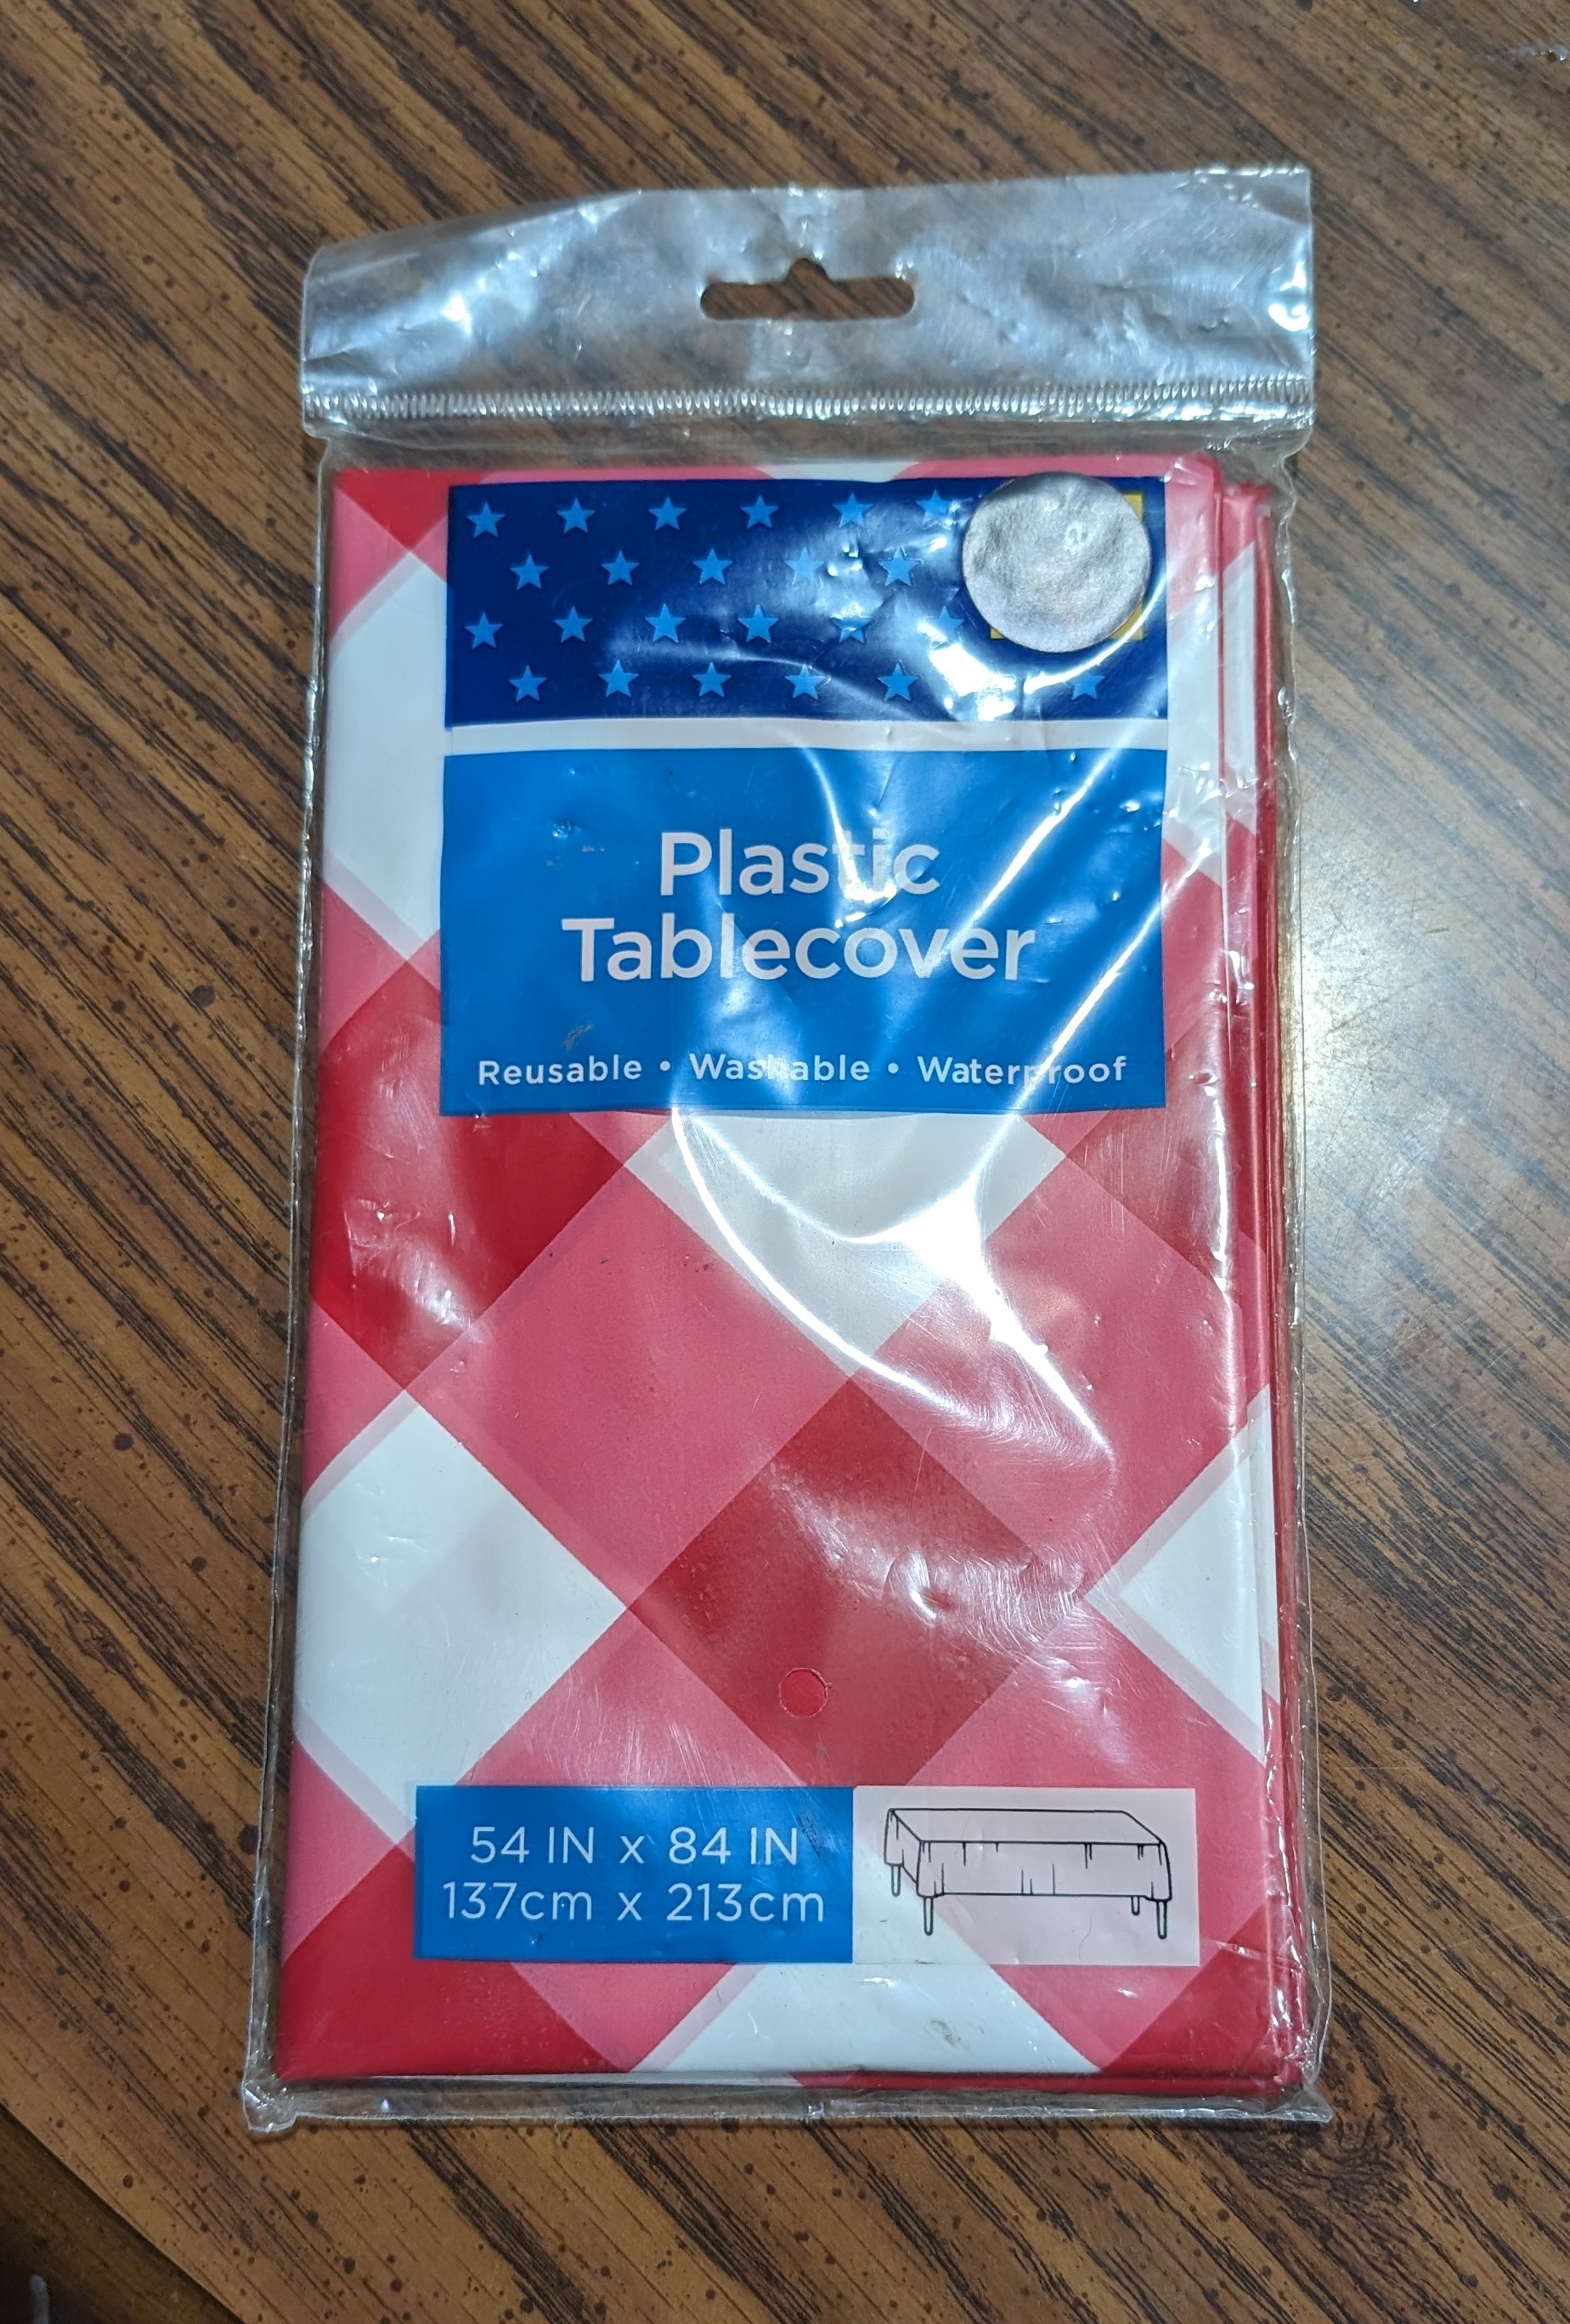 Plastic
Tablecover
Reusable • Washable • Waterproof
54 IN x 84 IN
137cm x 213cm